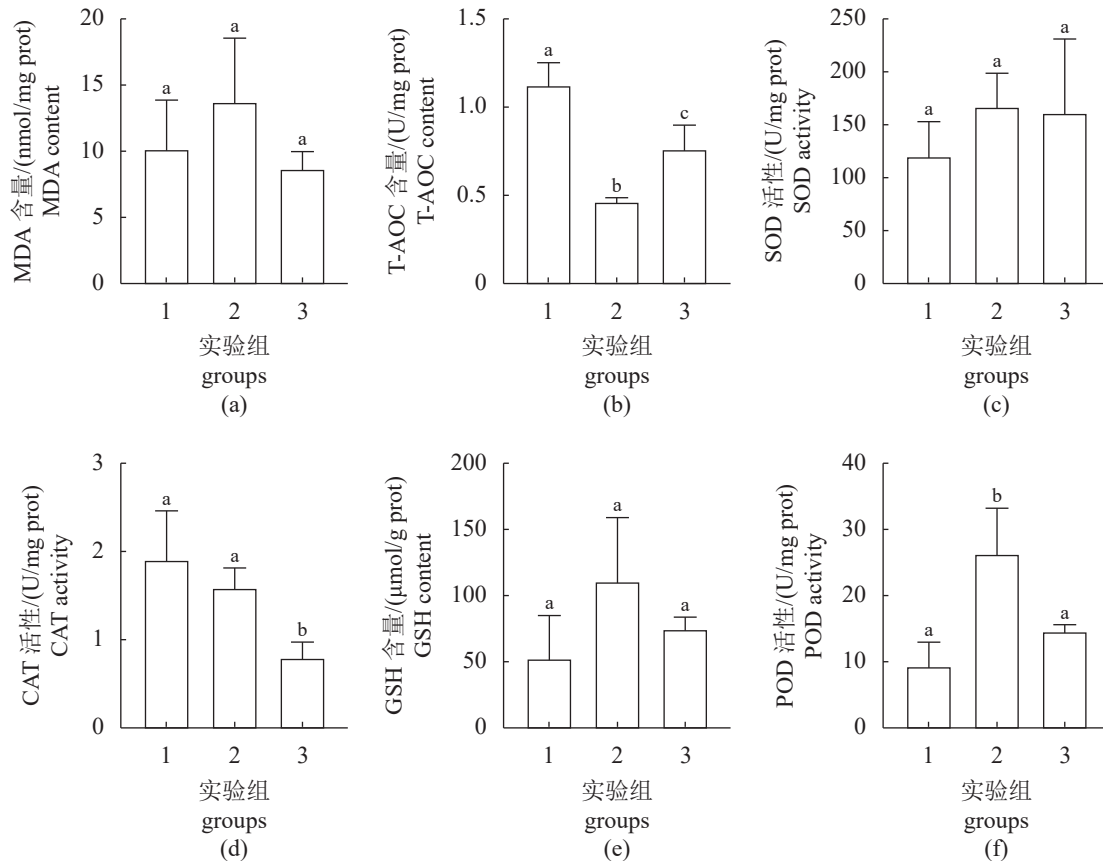 MDA 含量/(nmol/mg prot)
MDA content
20
15
10
5
0
a
a
a
1
2
3
实验组
groups
(a)
T-AOC 含量/(U/mg prot)
T-AOC content
1.5
1.0
0.5
0
a
b
c
1
2
3
实验组
groups
(b)
SOD 活性/(U/mg prot)
SOD activity
250
200
150
100
50
0
a
a
a
1
2
3
实验组
groups
(c)
CAT 活性/(U/mg prot)
CAT activity
3
2
1
0
a
a
b
1
2
3
实验组
groups
(d)
GSH 含量/(μmol/g prot)
GSH content
200
150
100
50
0
a
a
a
1
2
3
实验组
groups
(e)
POD 活性/(U/mg prot)
POD activity
40
30
20
10
0
a
b
a
1
2
3
实验组
groups
(f)